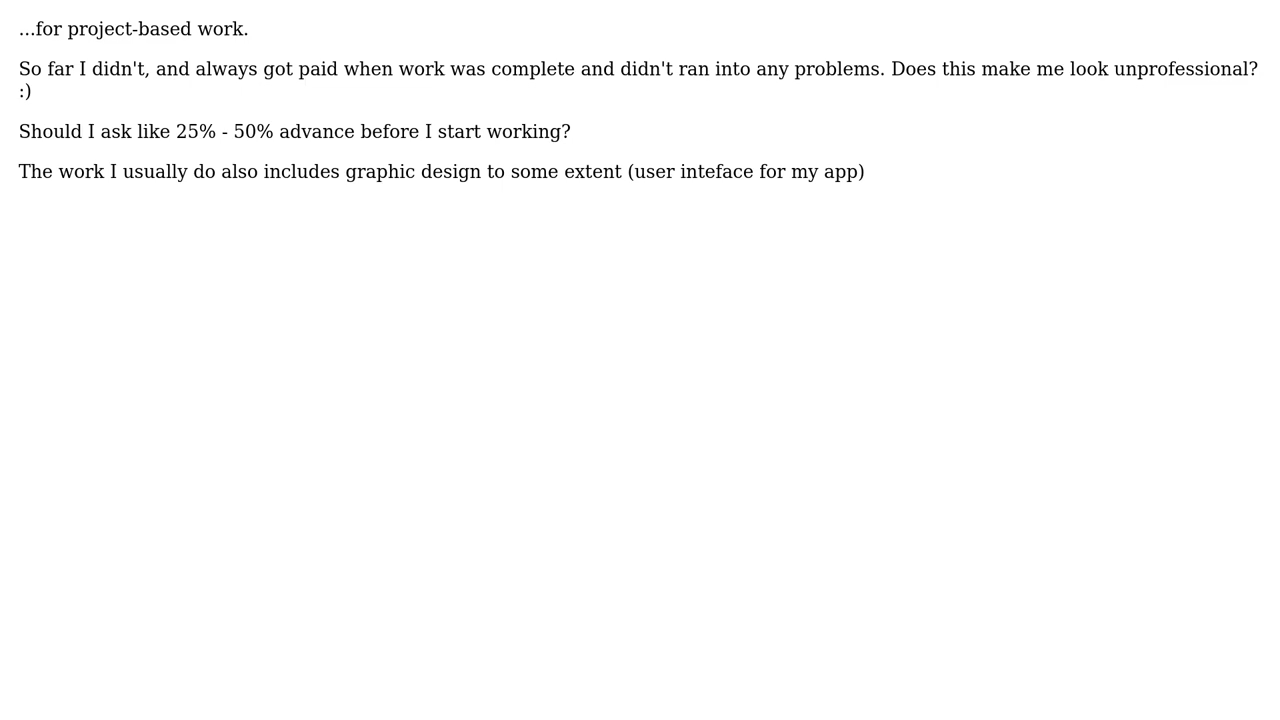 ...for project-based work.
So far I didn't, and always got paid when work was complete and didn't ran into any problems. Does this make me look unprofessional?
:)
Should I ask like 25% - 50% advance before I start working?
The work I usually do also includes graphic design to some extent (user inteface for my app)